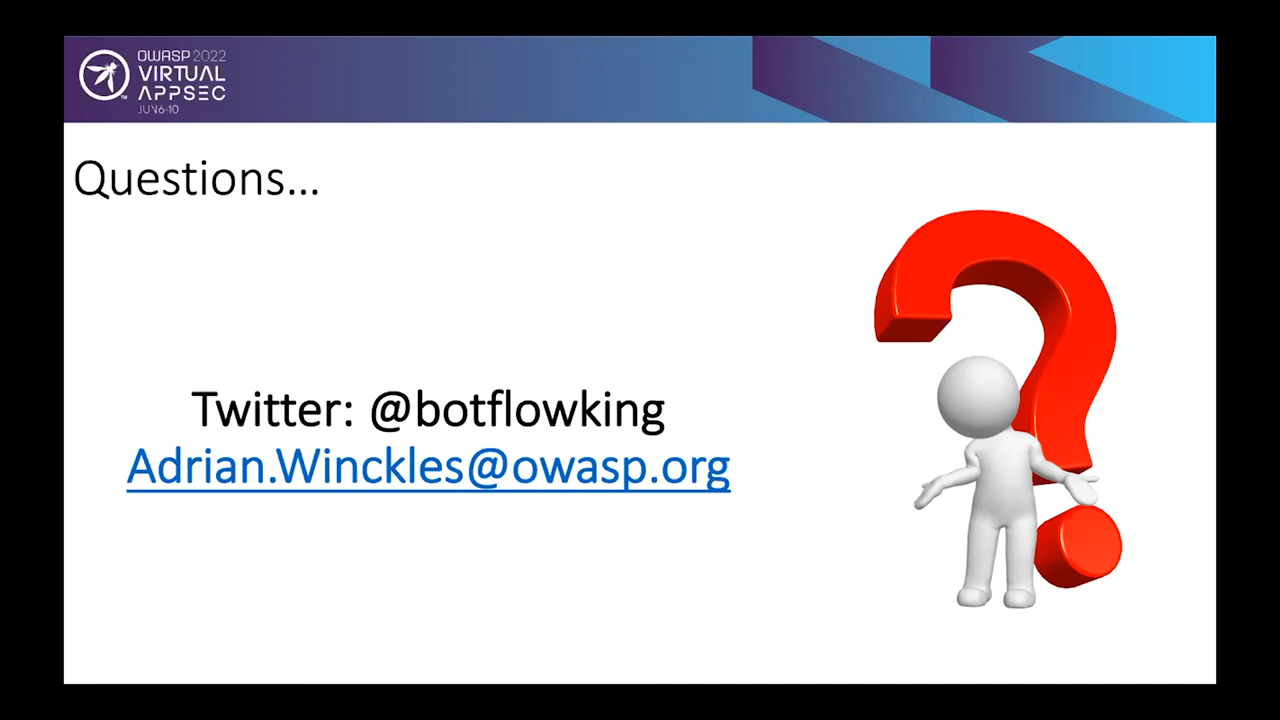 OWASP 2022
VIRTUAL
APPSEC
JUN 6-10
Questions...
Twitter: @botflowking
Adrian.Winckles@owasp.org